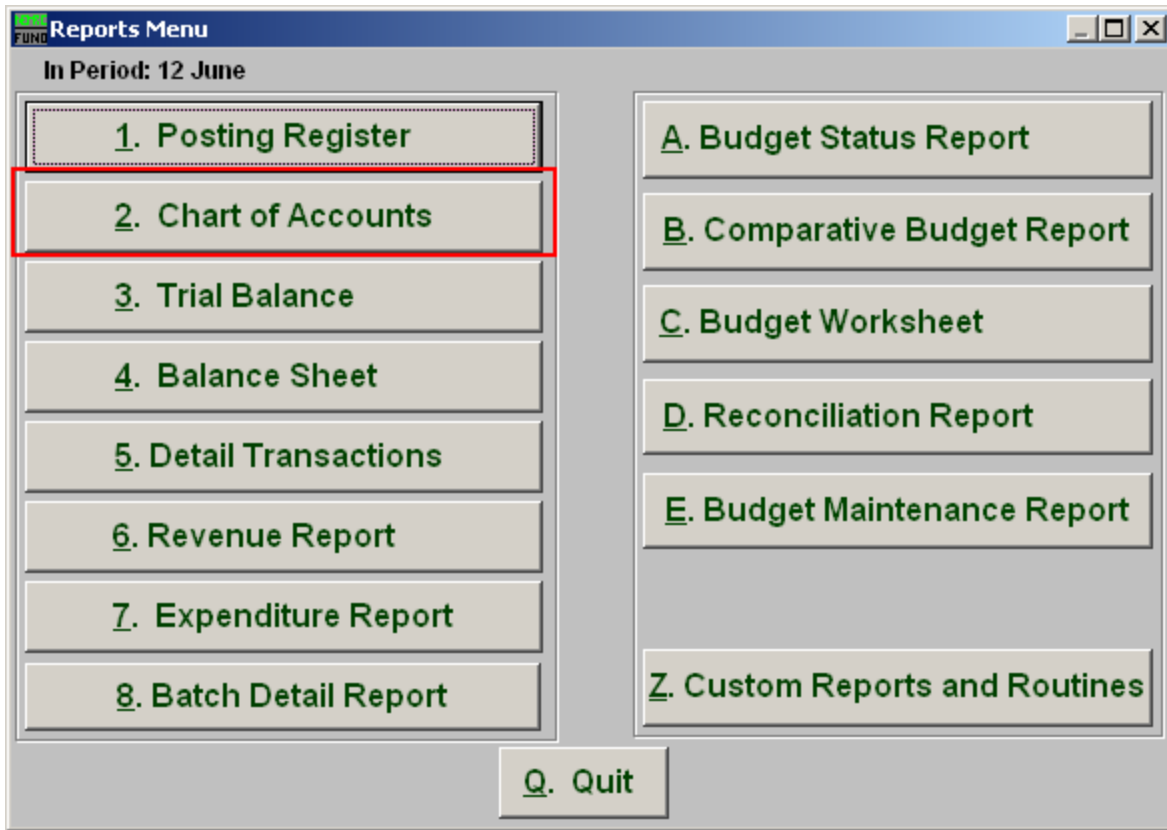 NEMRC
FUND
Reports Menu
In Period: 12 June
1. Posting Register
2. Chart of Accounts
3. Trial Balance
4. Balance Sheet
5. Detail Transactions
6. Revenue Report
7. Expenditure Report
8. Batch Detail Report
A. Budget Status Report
B. Comparative Budget Report
C. Budget Worksheet
D. Reconciliation Report
E. Budget Maintenance Report
Z. Custom Reports and Routines
Q. Quit